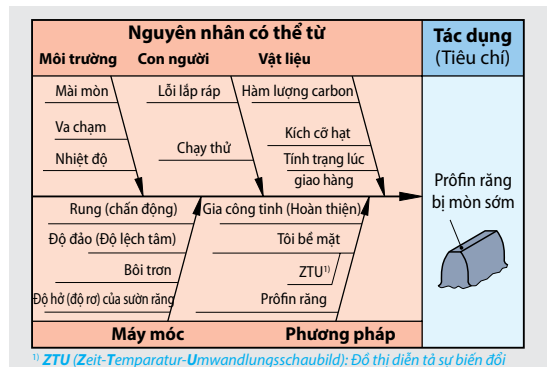 Nguyên nhân có thể từ
Môi trường Con người Vật liệu
Tác dụng
(Tiêu chí)
Mài mòn
Va chạm
Nhiệt độ
Lỗi lắp ráp
Chạy thử
Hàm lượng carbon
Kích cỡ hạt
Tính trạng lúc
giao hàng
Rung (chấn động)
Độ đảo (Độ lệch tâm)
Bôi trơn
Độ hở (độ rơ) của sườn răng
Gia công tinh (Hoàn thiện)
Tôi bề mặt
ZTU¹⁾
Prôfin răng
Prôfin răng
bị mòn sớm
Máy móc Phương pháp
¹⁾ ZTU (Zeit-Temparatur-Umwandlungsschaubild): Đồ thị diễn tả sự biến đổi